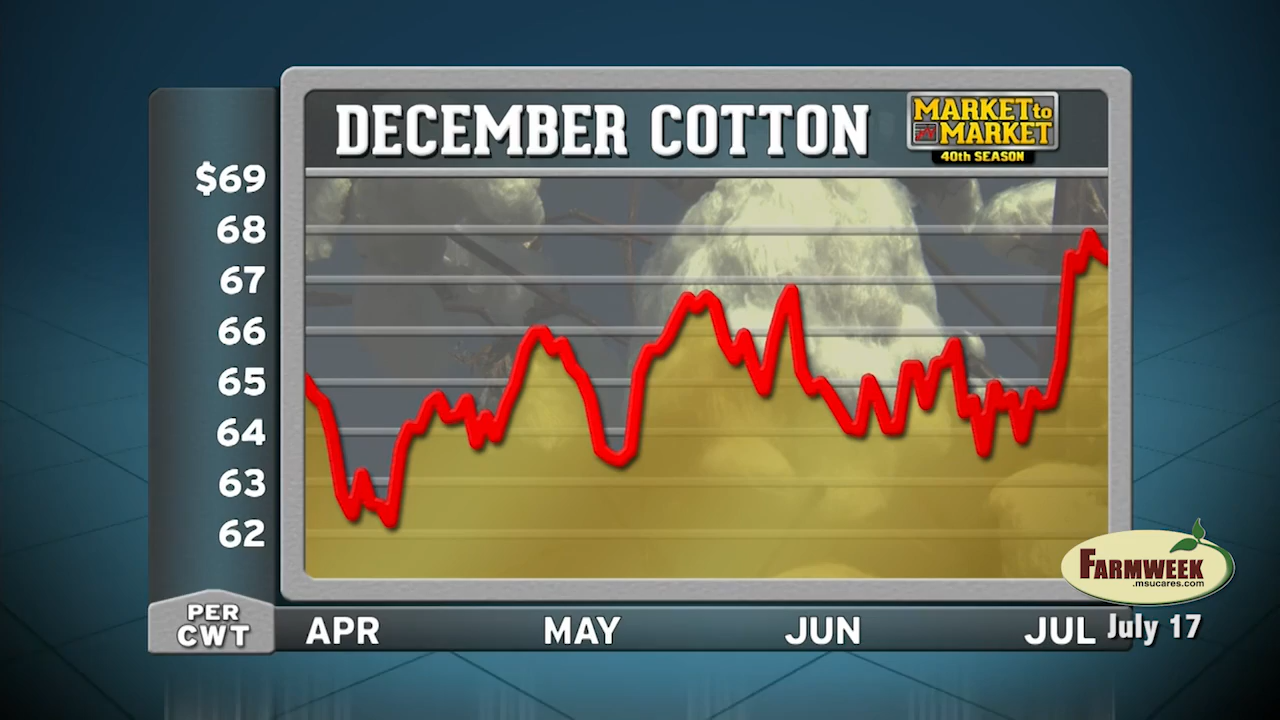 DECEMBER COTTON
MARKET to
MARKET
40th SEASON
$69
68
67
66
65
64
63
62
PER
CWT
APR MAY JUN JUL July 17
FARMWEEK
.msucares.com